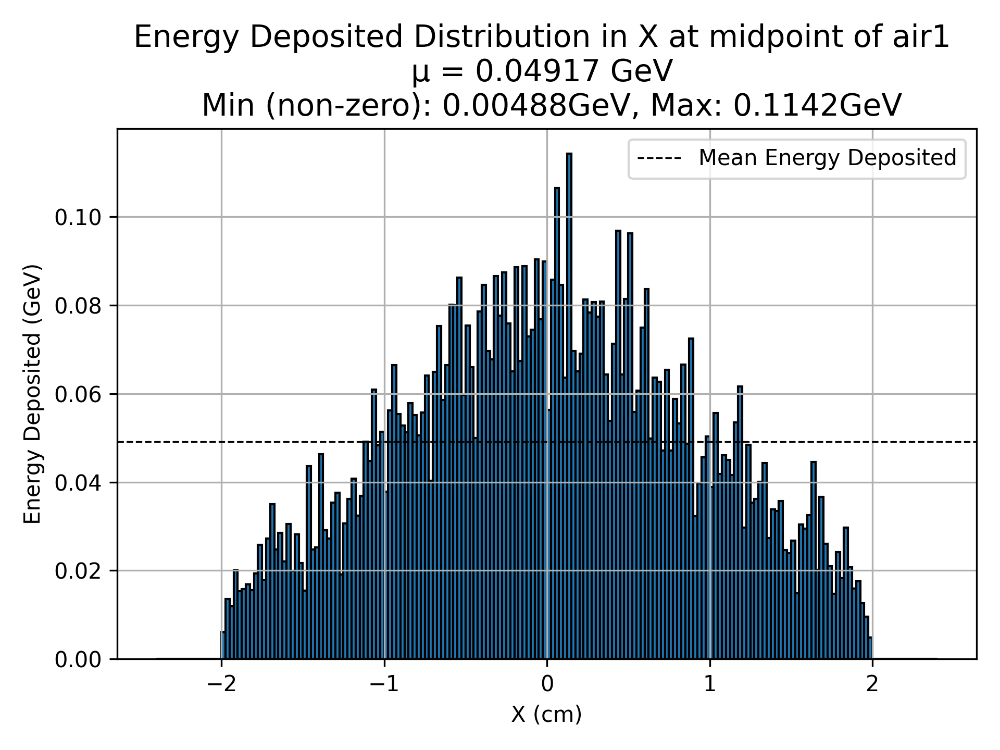 Energy Deposited Distribution in X at midpoint of air1
μ = 0.04917 GeV
Min (non-zero): 0.00488GeV, Max: 0.1142GeV
Mean Energy Deposited
Energy Deposited (GeV)
0.10
0.08
0.06
0.04
0.02
0.00
−2
−1
0
1
2
X (cm)